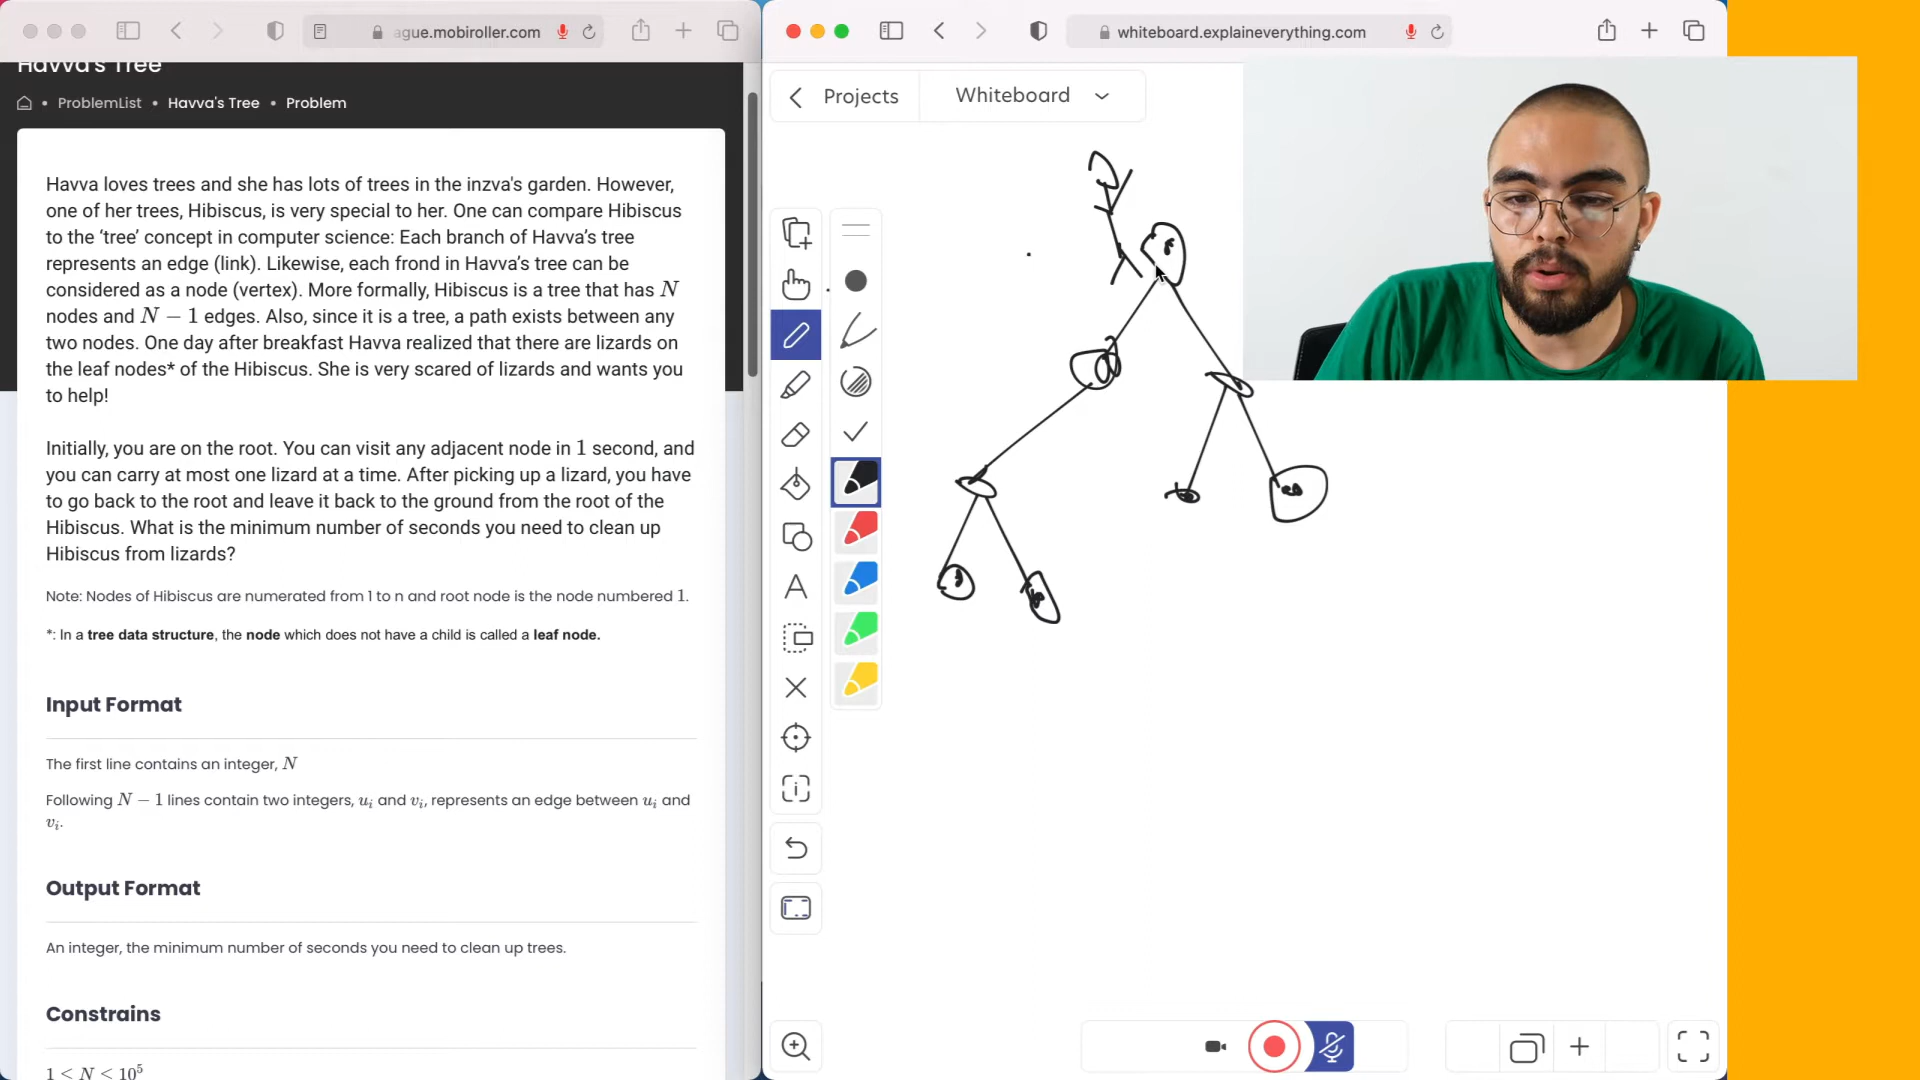 ague.mobiroller.com
Havva's Tree
ProblemList • Havva's Tree • Problem
Havva loves trees and she has lots of trees in the inzva's garden. However,
one of her trees, Hibiscus, is very special to her. One can compare Hibiscus
to the ‘tree’ concept in computer science: Each branch of Havva’s tree
represents an edge (link). Likewise, each frond in Havva’s tree can be
considered as a node (vertex). More formally, Hibiscus is a tree that has N
nodes and N − 1 edges. Also, since it is a tree, a path exists between any
two nodes. One day after breakfast Havva realized that there are lizards on
the leaf nodes* of the Hibiscus. She is very scared of lizards and wants you
to help!
Initially, you are on the root. You can visit any adjacent node in 1 second, and
you can carry at most one lizard at a time. After picking up a lizard, you have
to go back to the root and leave it back to the ground from the root of the
Hibiscus. What is the minimum number of seconds you need to clean up
Hibiscus from lizards?
Note: Nodes of Hibiscus are numerated from 1 to n and root node is the node numbered 1.
*: In a tree data structure, the node which does not have a child is called a leaf node.
Input Format
The first line contains an integer, N
Following N − 1 lines contain two integers, uᵢ and vᵢ, represents an edge between uᵢ and
vᵢ.
Output Format
An integer, the minimum number of seconds you need to clean up trees.
Constrains
1 < N < 10⁵
whiteboard.explaineverything.com
Projects
Whiteboard
A